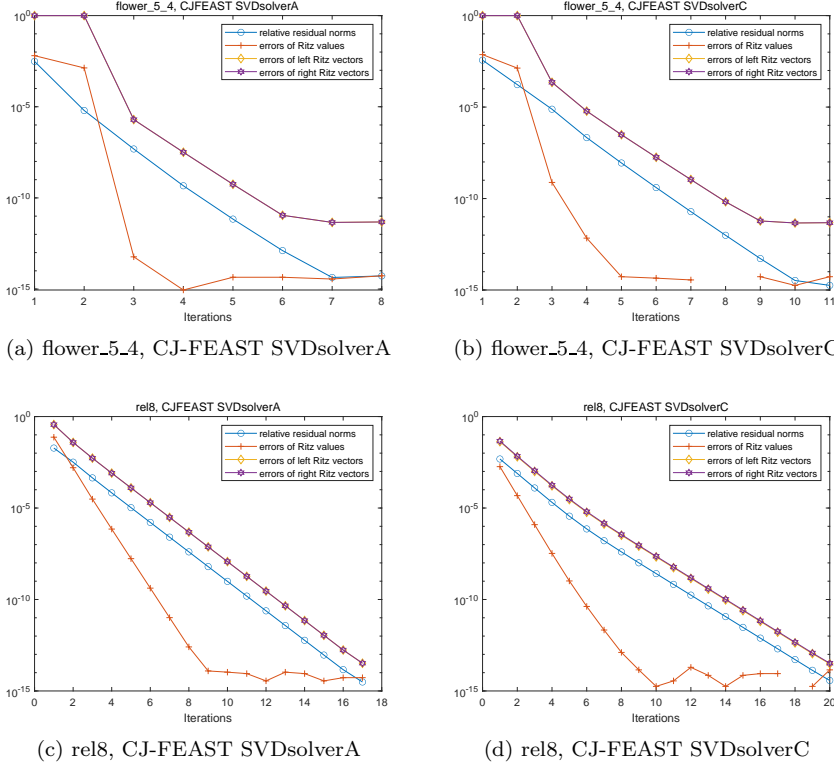 flower_5_4, CJFEAST SVDsolverA
10^0
10^-5
10^-10
10^-15
relative residual norms
errors of Ritz values
errors of left Ritz vectors
errors of right Ritz vectors
1 2 3 4 5 6 7 8
Iterations
(a) flower_5_4, CJ-FEAST SVDsolverA
flower_5_4, CJFEAST SVDsolverC
10^0
10^-5
10^-10
10^-15
relative residual norms
errors of Ritz values
errors of left Ritz vectors
errors of right Ritz vectors
1 2 3 4 5 6 7 8 9 10 11
Iterations
(b) flower_5_4, CJ-FEAST SVDsolverC
rel8, CJFEAST SVDsolverA
10^0
10^-5
10^-10
10^-15
relative residual norms
errors of Ritz values
errors of left Ritz vectors
errors of right Ritz vectors
0 2 4 6 8 10 12 14 16 18
Iterations
(c) rel8, CJ-FEAST SVDsolverA
rel8, CJFEAST SVDsolverC
10^0
10^-5
10^-10
10^-15
relative residual norms
errors of Ritz values
errors of left Ritz vectors
errors of right Ritz vectors
0 2 4 6 8 10 12 14 16 18 20
Iterations
(d) rel8, CJ-FEAST SVDsolverC